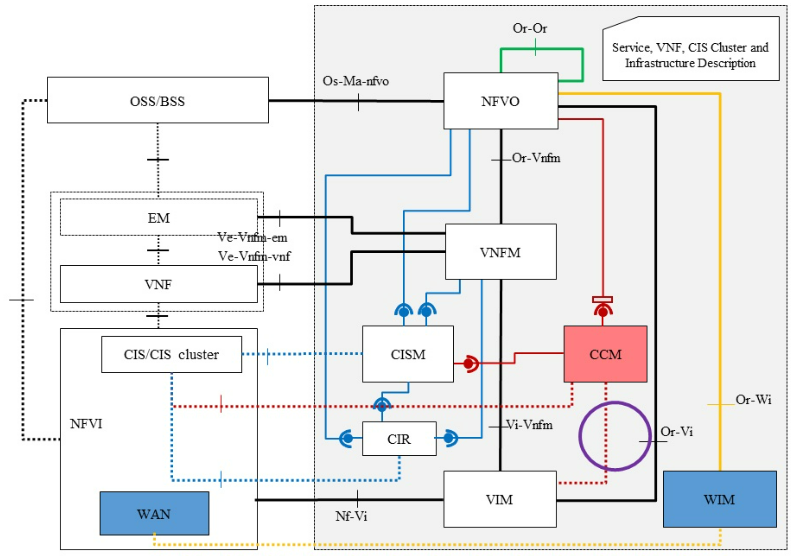 Or-Or
Service, VNF, CIS Cluster and
Infrastructure Description
Os-Ma-nfvo
OSS/BSS
NFVO
Or-Vnfm
EM
Ve-Vnfm-em
VNFM
Ve-Vnfm-vnf
VNF
CIS/CIS cluster
CISM
CCM
Or-Wi
NFVI
Vi-Vnfm
Or-Vi
CIR
VIM
WIM
WAN
Nf-Vi